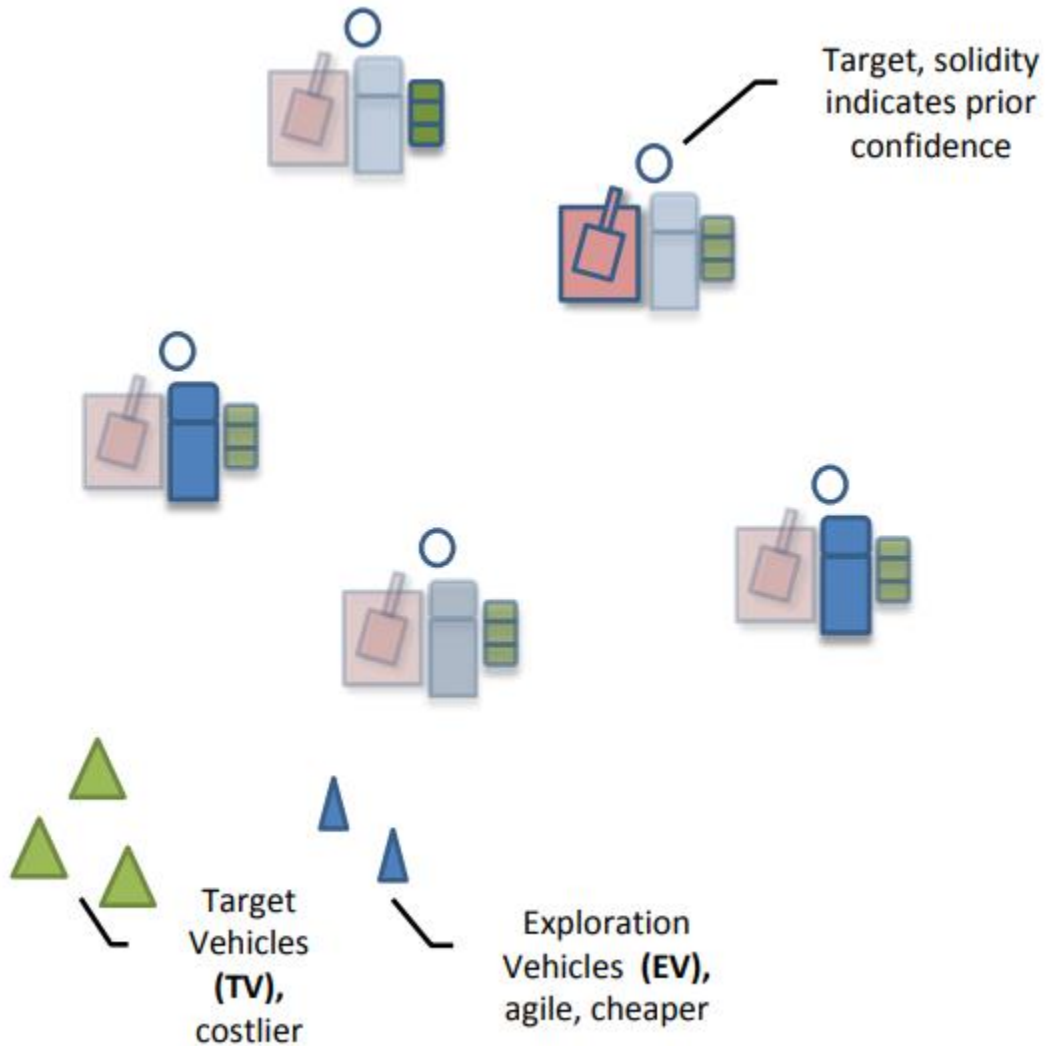 Target, solidity
indicates prior
confidence
Target
Vehicles
(TV),
costlier
Exploration
Vehicles (EV),
agile, cheaper